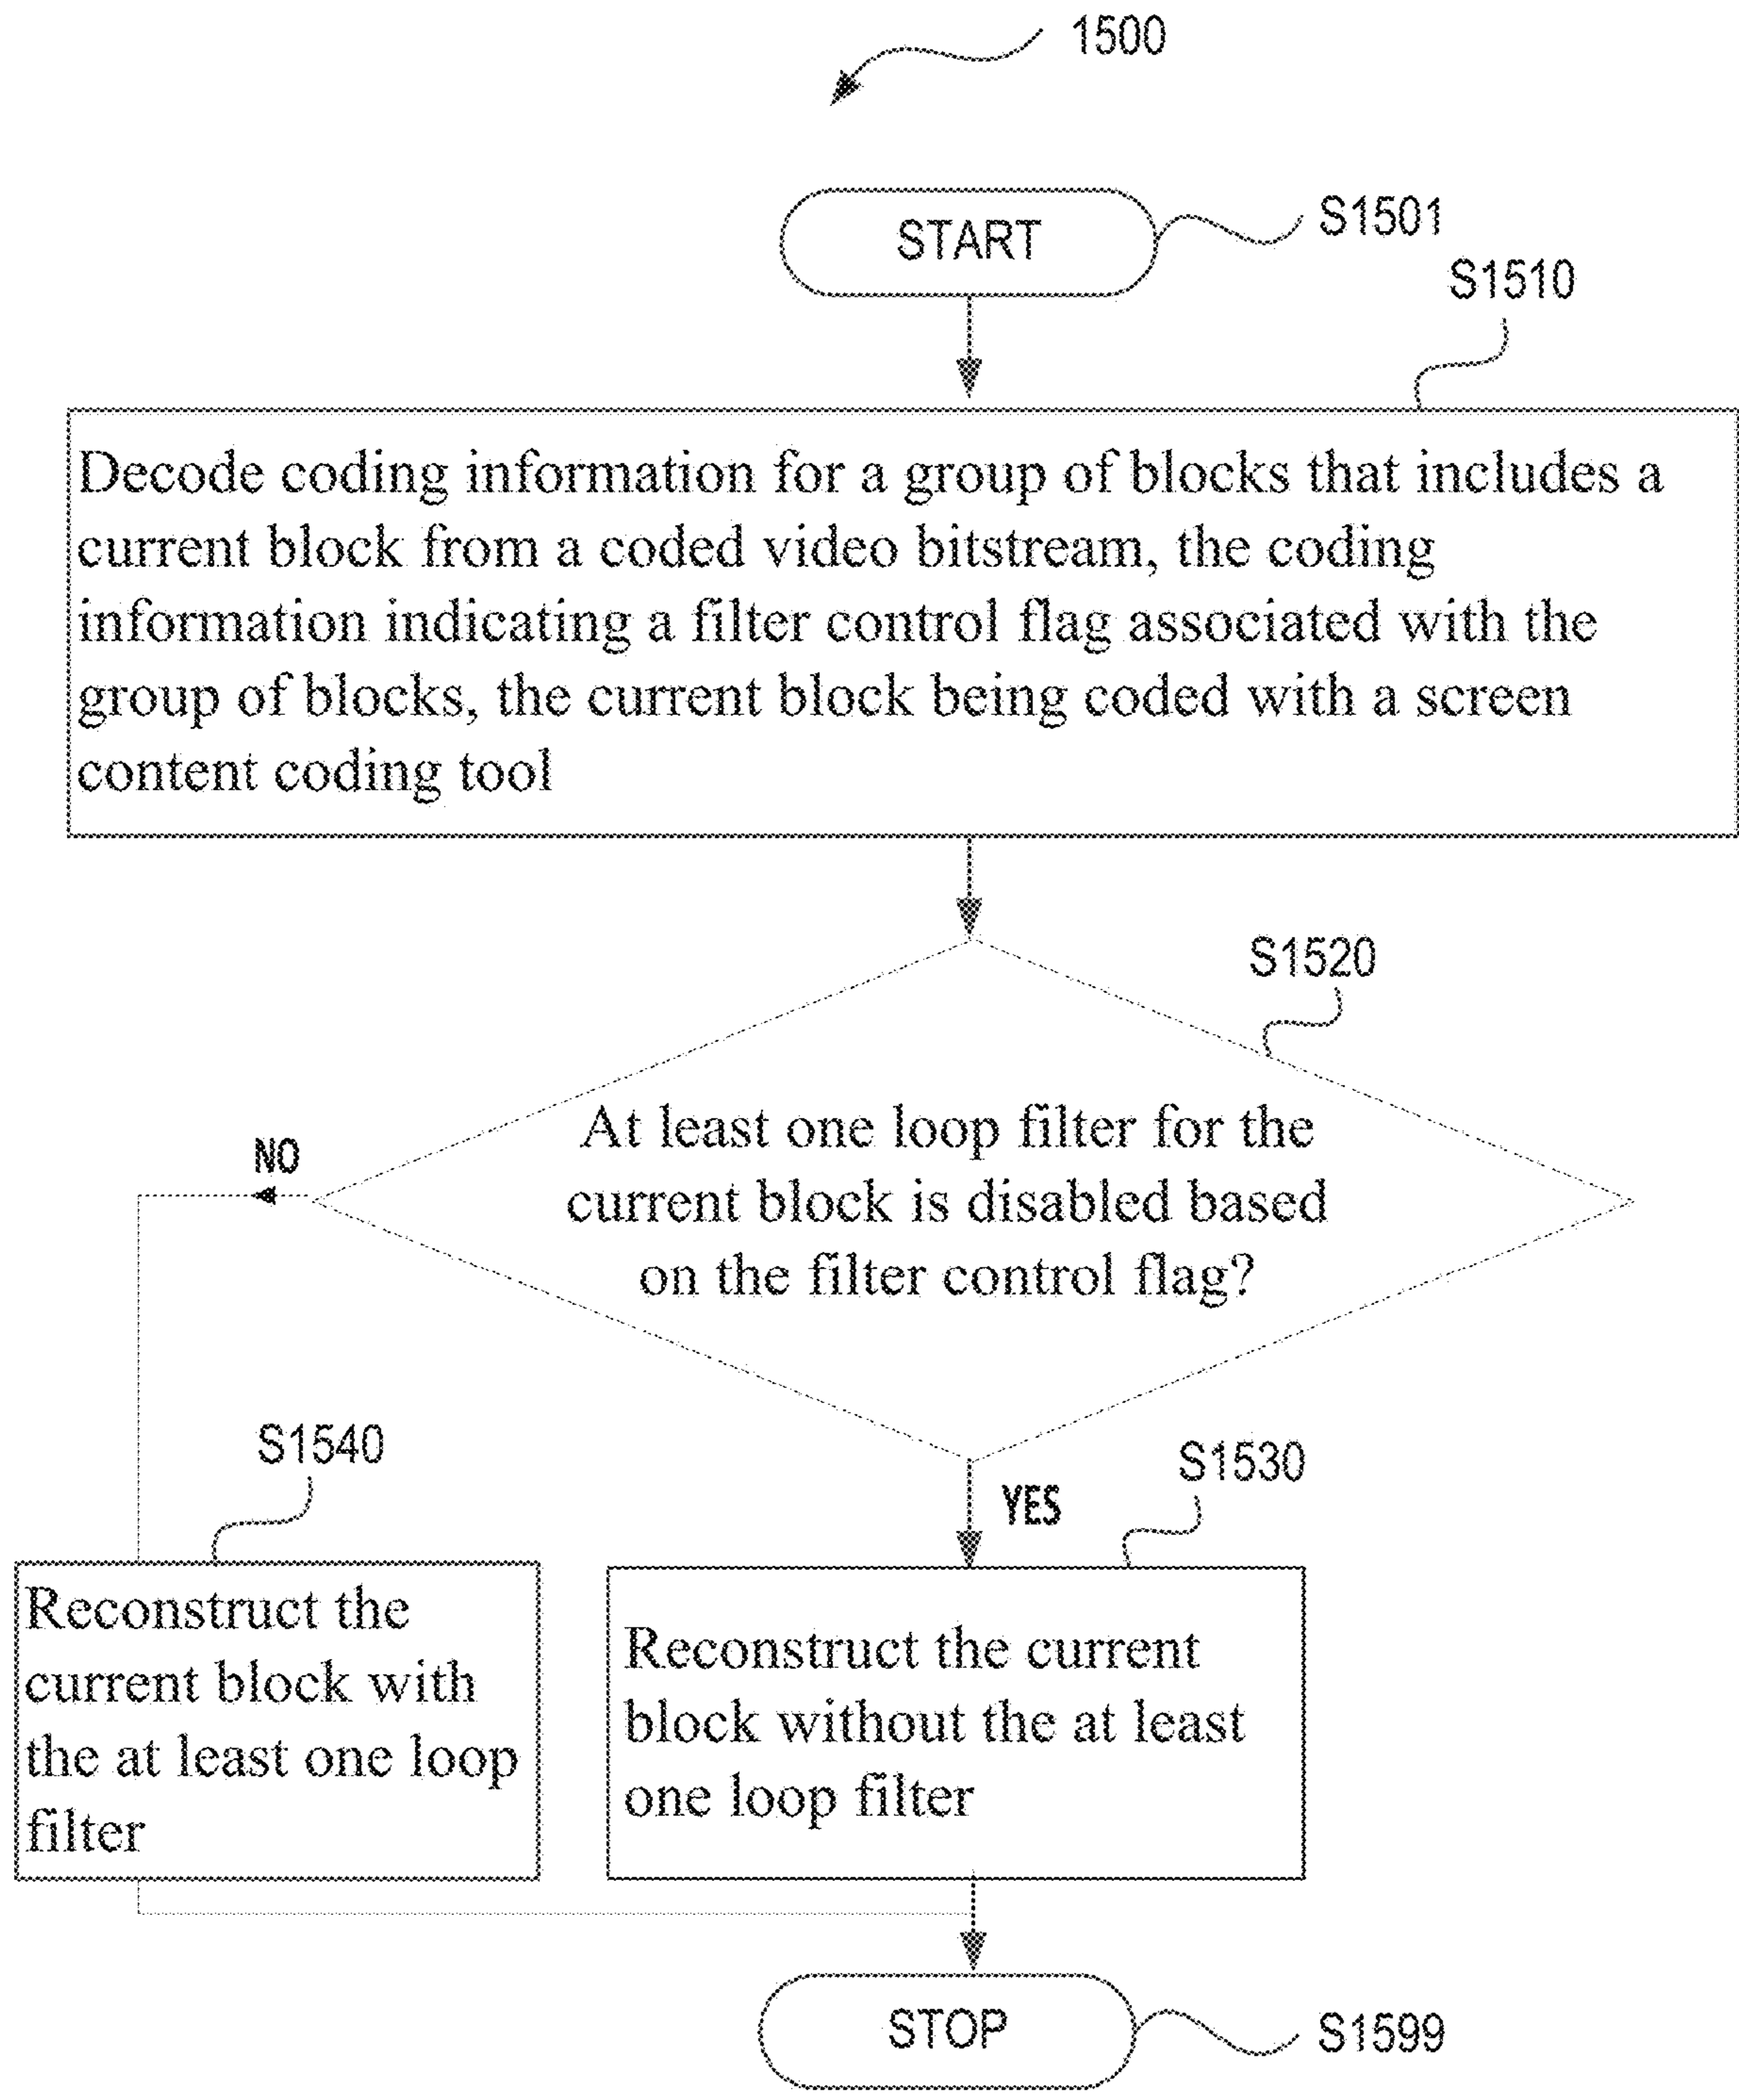 1500
START
S1501
S1510
Decode coding information for a group of blocks that includes a
current block from a coded video bitstream, the coding
information indicating a filter control flag associated with the
group of blocks, the current block being coded with a screen
content coding tool
S1520
At least one loop filter for the
current block is disabled based
on the filter control flag?
NO
YES
S1540
S1530
Reconstruct the
current block with
the at least one loop
filter
Reconstruct the current
block without the at least
one loop filter
STOP
S1599